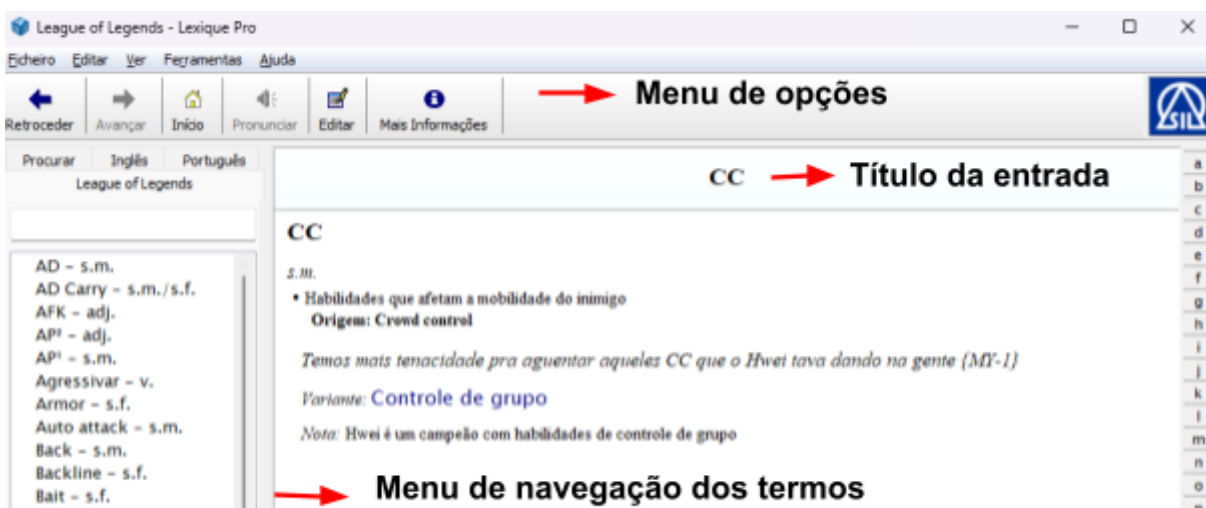 League of Legends - Lexique Pro
Ficheiro Editar Ver Ferramentas Ajuda
Retroceder Avançar Início Pronunciar Editar Mais Informações
Menu de opções
SIL
Procurar Inglês Português
League of Legends
CC
Título da entrada
AD – s.m.
AD Carry – s.m./s.f.
AFK – adj.
AP² – adj.
AP¹ – s.m.
Agressivar – v.
Armor – s.f.
Auto attack – s.m.
Back – s.m.
Backline – s.f.
Bait – s.f.
CC
s.m.
• Habilidades que afetam a mobilidade do inimigo
Origem: Crowd control
Temos mais tenacidade pra aguentar aqueles CC que o Hwei tava dando na gente {MY-1}
Variante: Controle de grupo
Nota: Hwei é um campeão com habilidades de controle de grupo
Menu de navegação dos termos
a
b
c
d
e
f
g
h
i
j
k
l
m
n
o